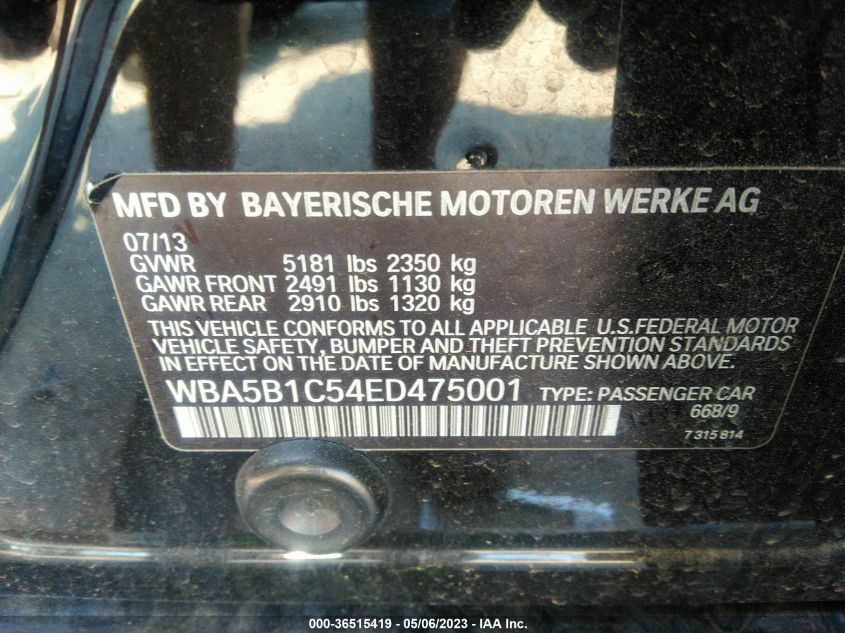 MFD BY BAYERISCHE MOTOREN WERKE AG
07/13
GVWR 5181 lbs 2350 kg
GAWR FRONT 2491 lbs 1130 kg
GAWR REAR 2910 lbs 1320 kg
THIS VEHICLE CONFORMS TO ALL APPLICABLE U.S.FEDERAL MOTOR
VEHICLE SAFETY, BUMPER AND THEFT PREVENTION STANDARDS
IN EFFECT ON THE DATE OF MANUFACTURE SHOWN ABOVE.
WBA5B1C54ED475001 TYPE: PASSENGER CAR
668/9
7 315 814
000-36515419 - 05/06/2023 - IAA Inc.